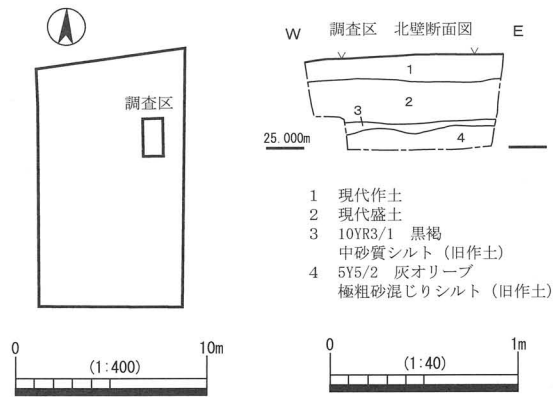 調査区
W 調査区 北壁断面図 E
1
2
3
4
25.000m
1 現代作土
2 現代盛土
3 10YR3/1 黒褐
中砂質シルト（旧作土）
4 5Y5/2 灰オリーブ
極粗砂混じりシルト（旧作土）
0 10m
(1:400)
0 1m
(1:40)